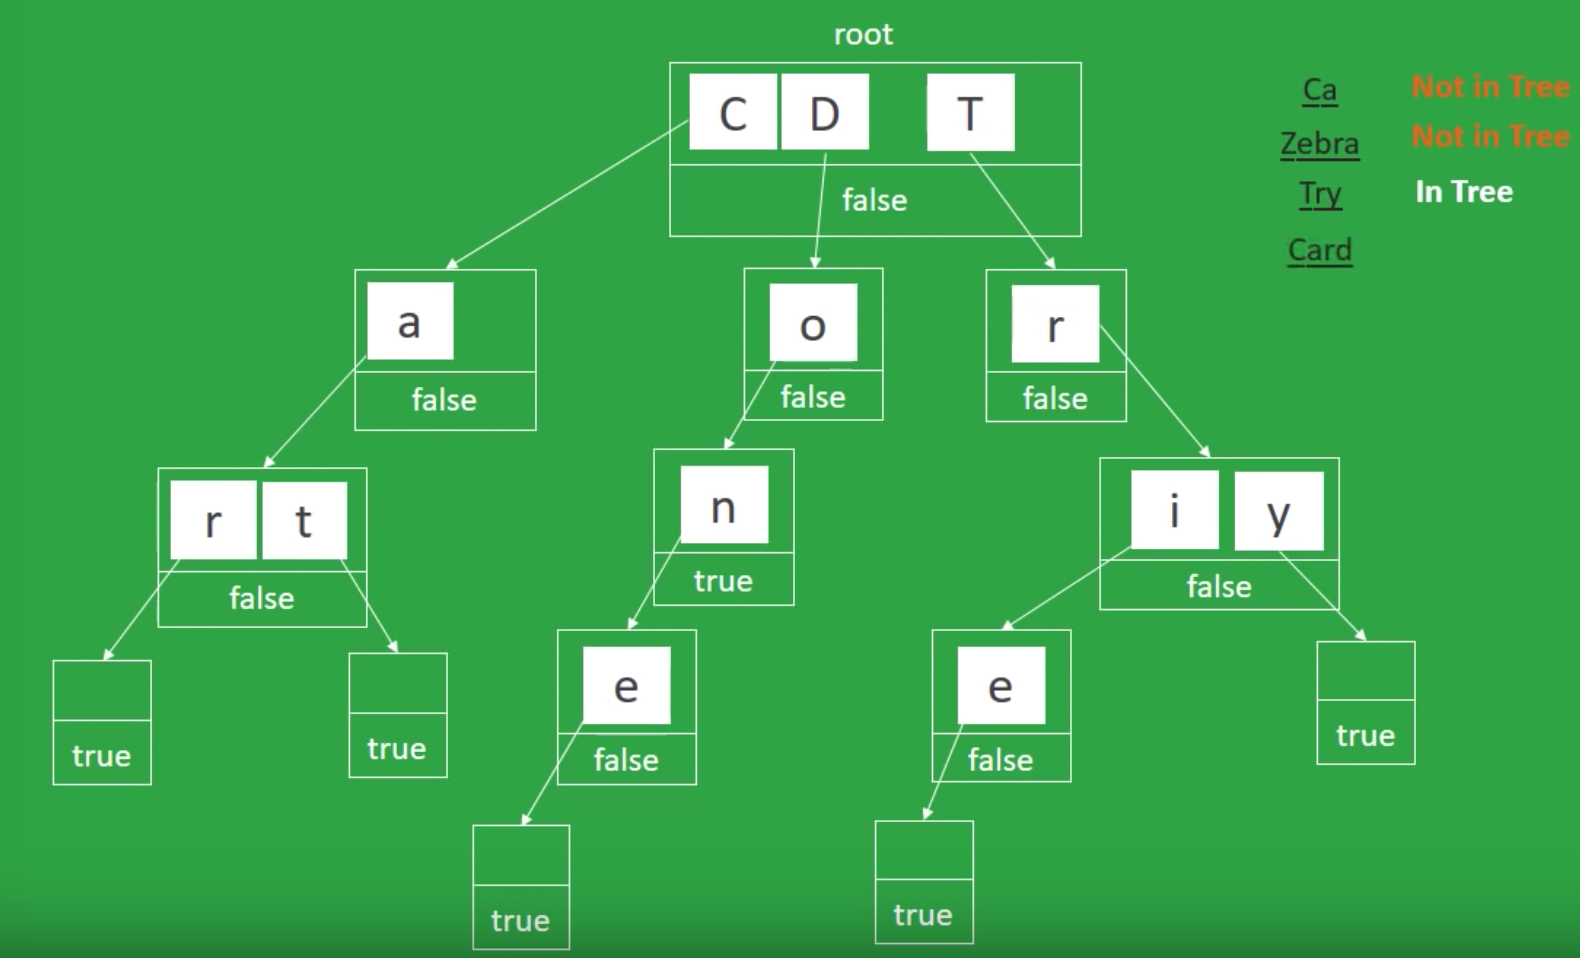 root
C D T
false
Ca Not in Tree
Zebra Not in Tree
Try In Tree
Card
a
false
o
false
r
false
r t
false
n
true
i y
false
true
true
e
false
e
false
true
true
true